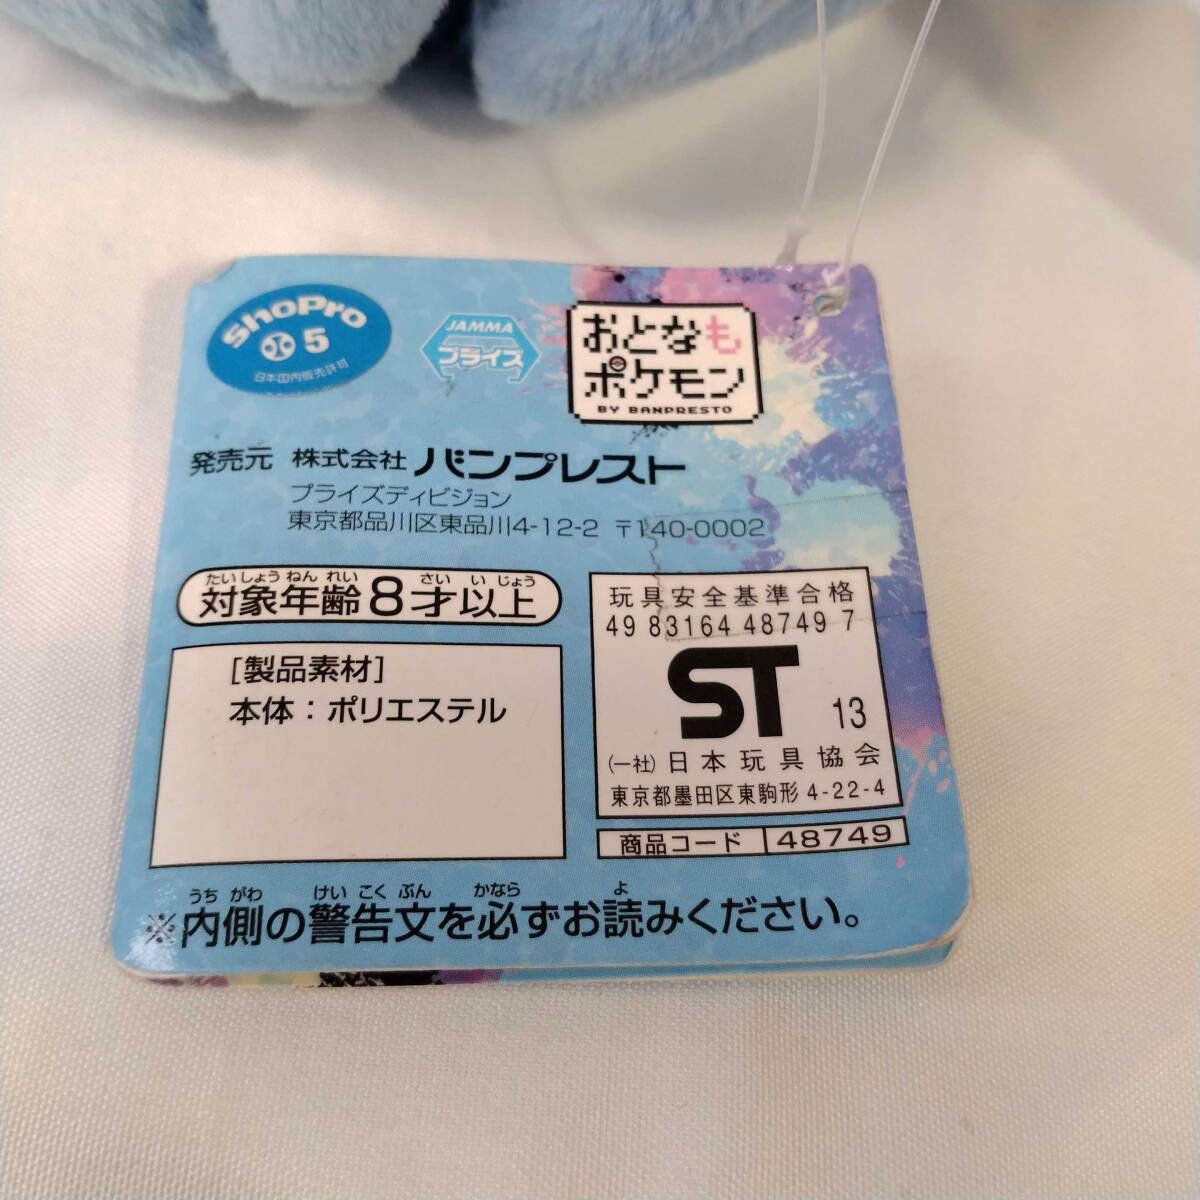 ShoPro
5
日本国内販売許可
JAMMA
プライズ
おとなも
ポケモン
BY BANPRESTO
発売元 株式会社 バンプレスト
プライズディビジョン
東京都品川区東品川4-12-2 〒140-0002
たいしょう ねん れい さい い じょう
対象年齢8才以上
[製品素材]
本体：ポリエステル
玩具安全基準合格
49 83164 48749 7
ST 13
(一社)日本玩具協会
東京都墨田区東駒形4-22-4
商品コード 48749
うち がわ けい こく ぶん かなら よ
※内側の警告文を必ずお読みください。